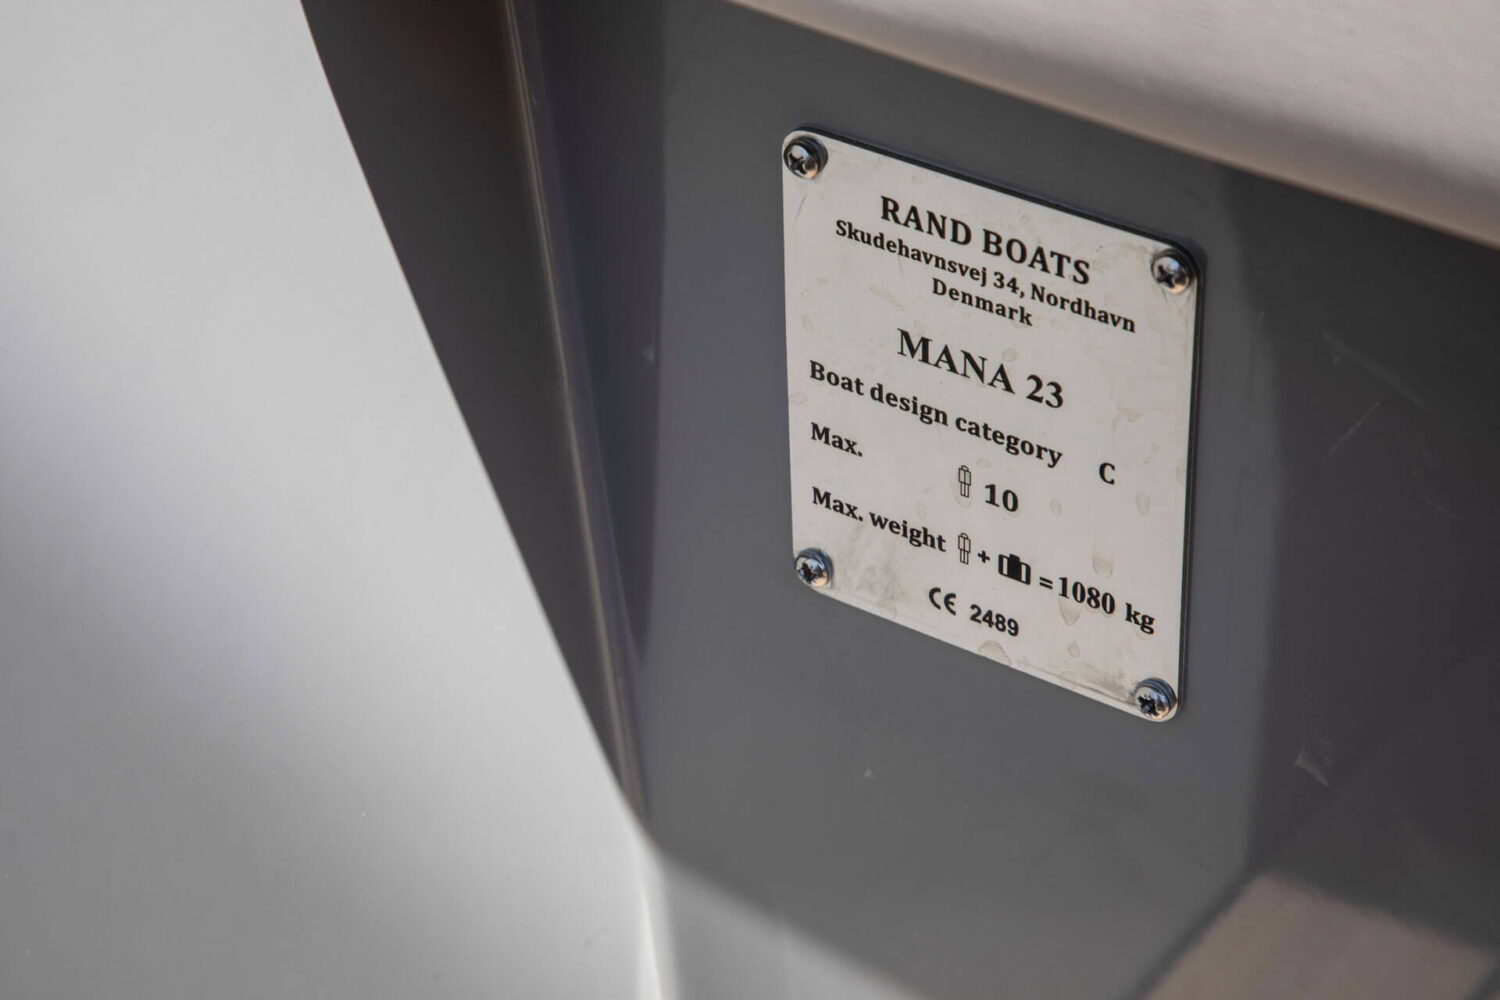 RAND BOATS
Skudehavnsvej 34, Nordhavn
Denmark
MANA 23
Boat design category C
Max. 10
Max. weight + = 1080 kg
CE 2489